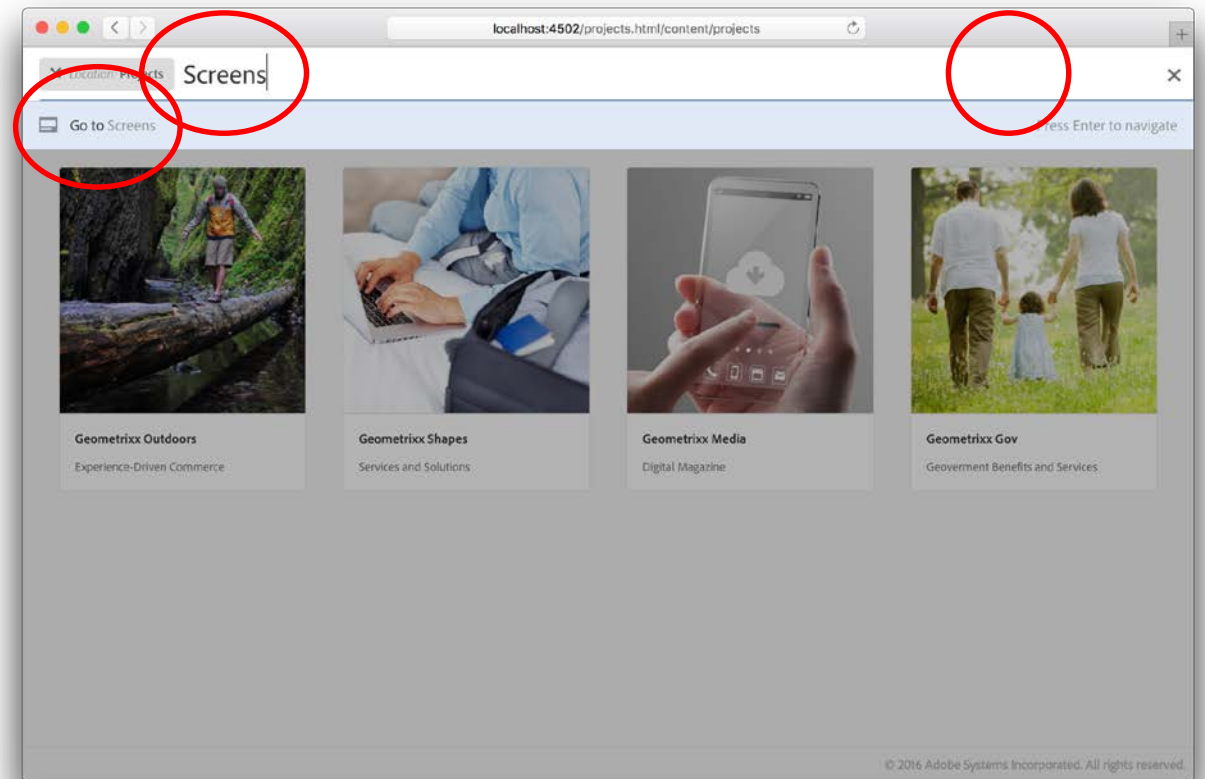 localhost:4502/projects.html/content/projects
Location: Projects Screens
Go to Screens Press Enter to navigate
Geometrixx Outdoors
Experience-Driven Commerce
Geometrixx Shapes
Services and Solutions
Geometrixx Media
Digital Magazine
Geometrixx Gov
Geoverment Benefits and Services
© 2016 Adobe Systems Incorporated. All rights reserved.